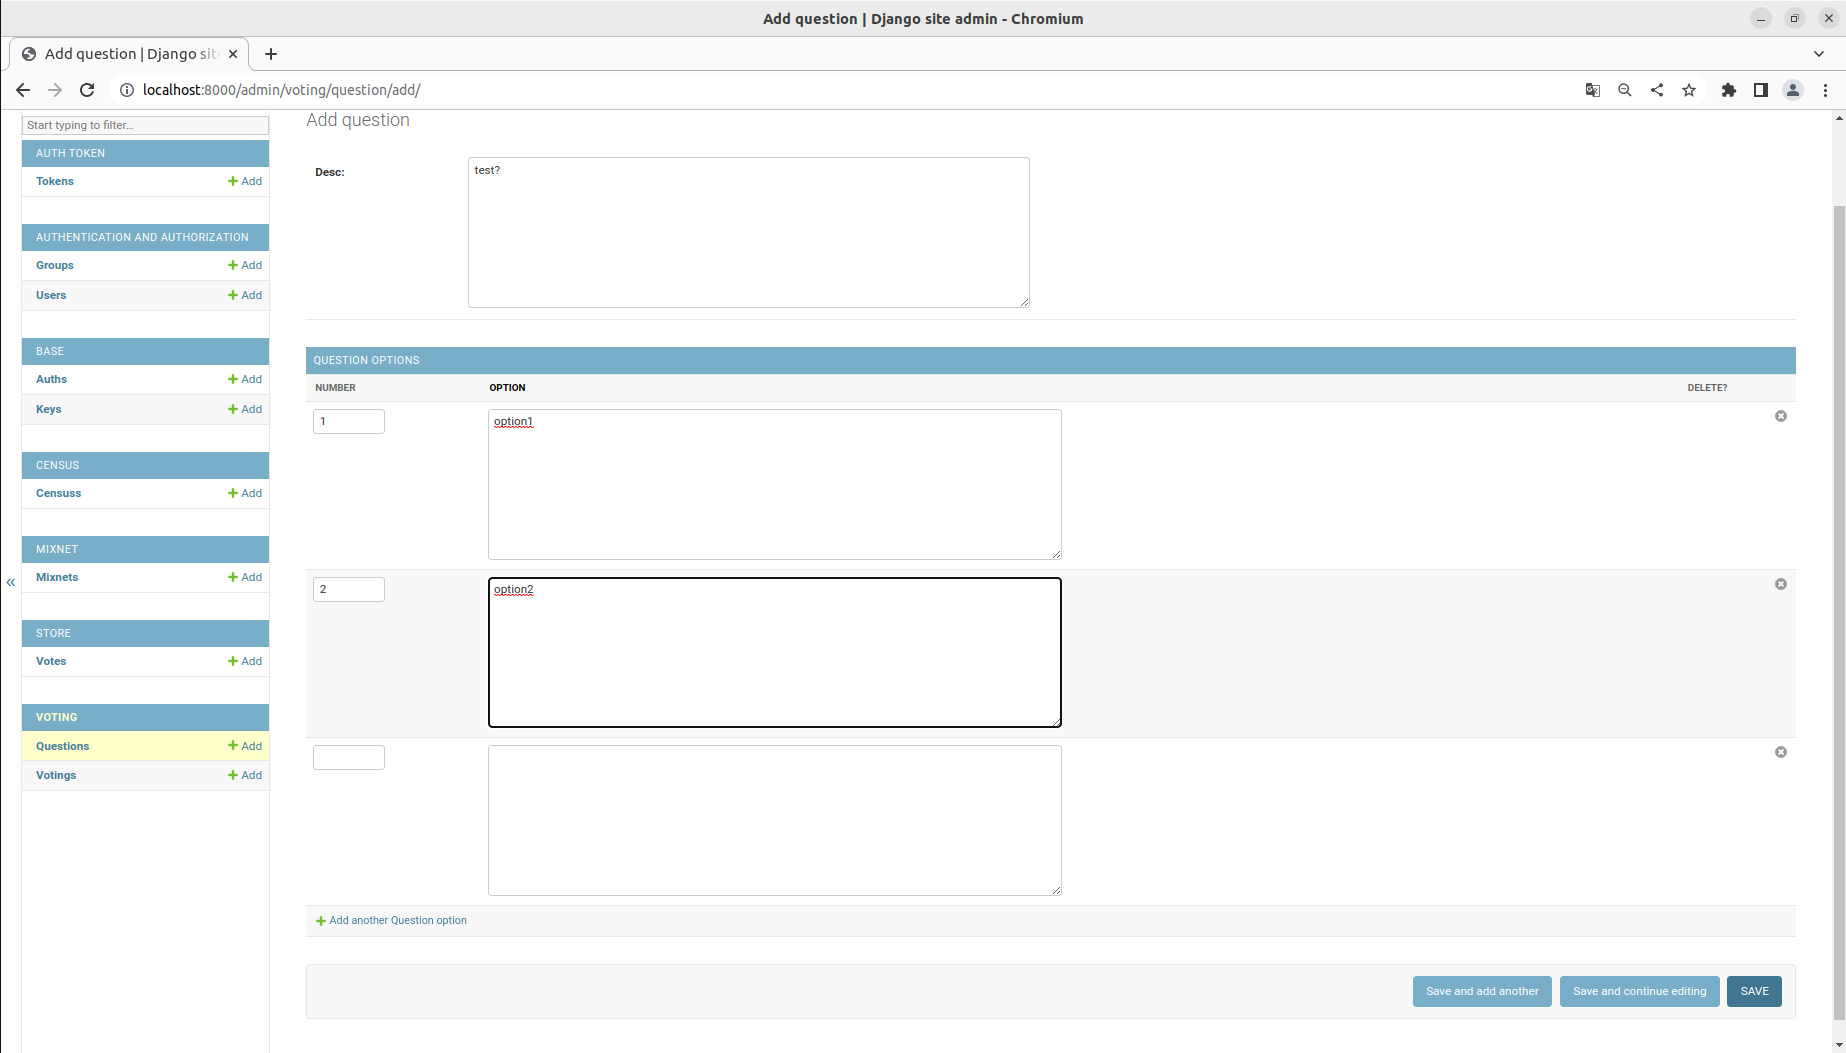 Add question | Django site admin - Chromium
Add question | Django sit
localhost:8000/admin/voting/question/add/
Start typing to filter...
AUTH TOKEN
Tokens Add
AUTHENTICATION AND AUTHORIZATION
Groups Add
Users Add
BASE
Auths Add
Keys Add
CENSUS
Censuss Add
MIXNET
Mixnets Add
STORE
Votes Add
VOTING
Questions Add
Votings Add
«
Add question
Desc: test?
QUESTION OPTIONS
NUMBER OPTION DELETE?
1 option1
2 option2
Add another Question option
Save and add another Save and continue editing SAVE